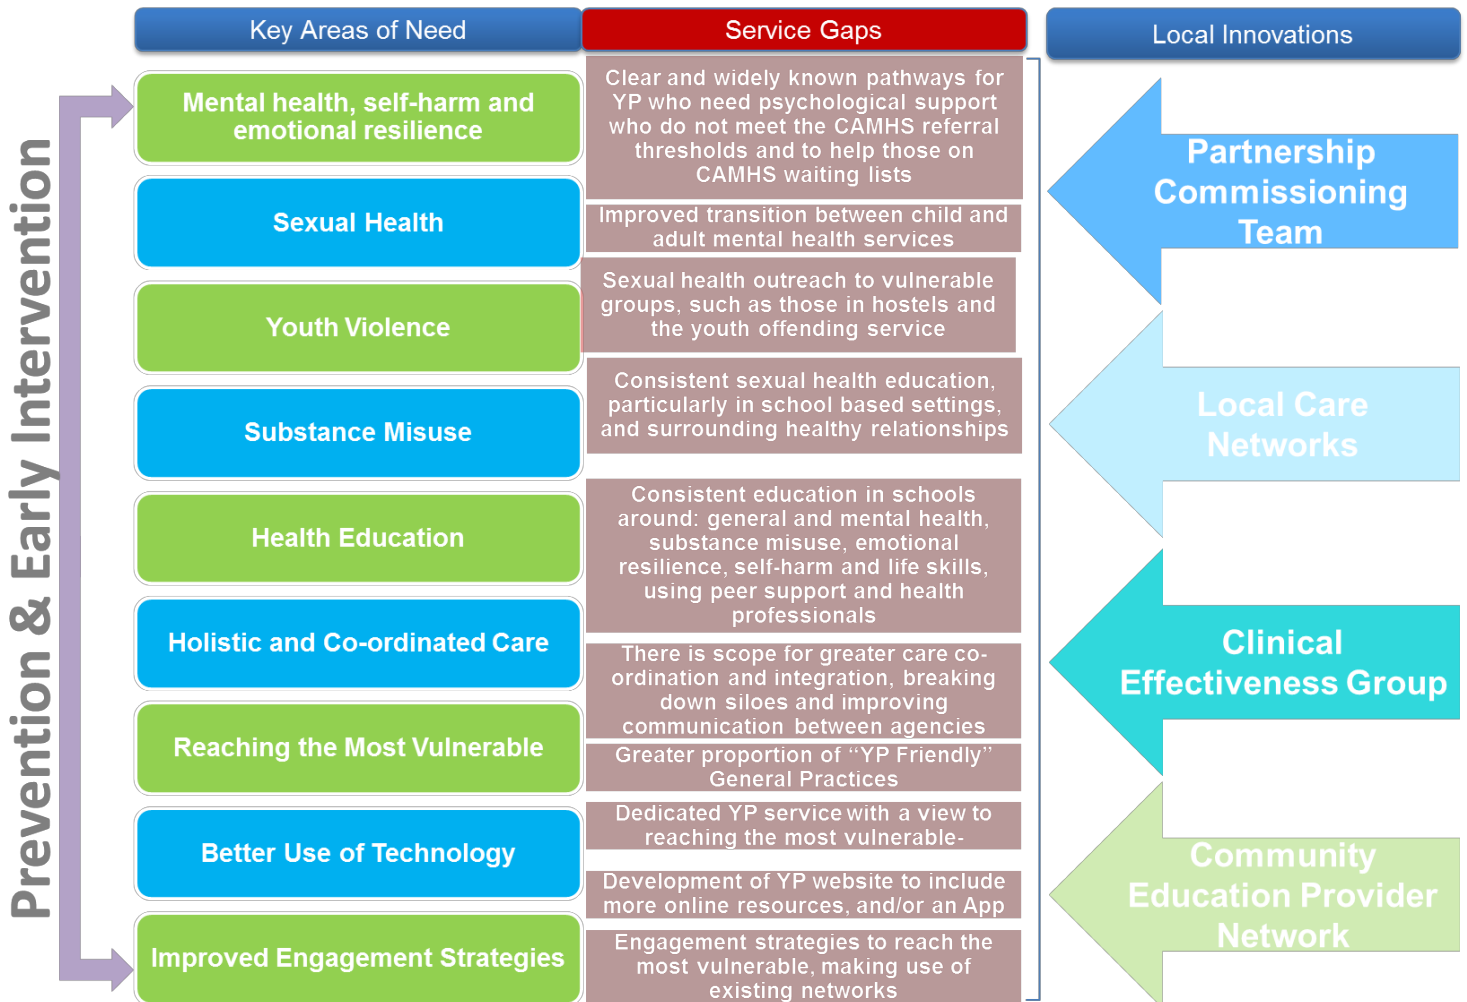 Prevention & Early Intervention
Key Areas of Need
Mental health, self-harm and
emotional resilience
Sexual Health
Youth Violence
Substance Misuse
Health Education
Holistic and Co-ordinated Care
Reaching the Most Vulnerable
Better Use of Technology
Improved Engagement Strategies
Service Gaps
Clear and widely known pathways for
YP who need psychological support
who do not meet the CAMHS referral
thresholds and to help those on
CAMHS waiting lists
Improved transition between child and
adult mental health services
Sexual health outreach to vulnerable
groups, such as those in hostels and
the youth offending service
Consistent sexual health education,
particularly in school based settings,
and surrounding healthy relationships
Consistent education in schools
around: general and mental health,
substance misuse, emotional
resilience, self-harm and life skills,
using peer support and health
professionals
There is scope for greater care co-
ordination and integration, breaking
down siloes and improving
communication between agencies
Greater proportion of “YP Friendly”
General Practices
Dedicated YP service with a view to
reaching the most vulnerable-
Development of YP website to include
more online resources, and/or an App
Engagement strategies to reach the
most vulnerable, making use of
existing networks
Local Innovations
Partnership
Commissioning
Team
Local Care
Networks
Clinical
Effectiveness Group
Community
Education Provider
Network